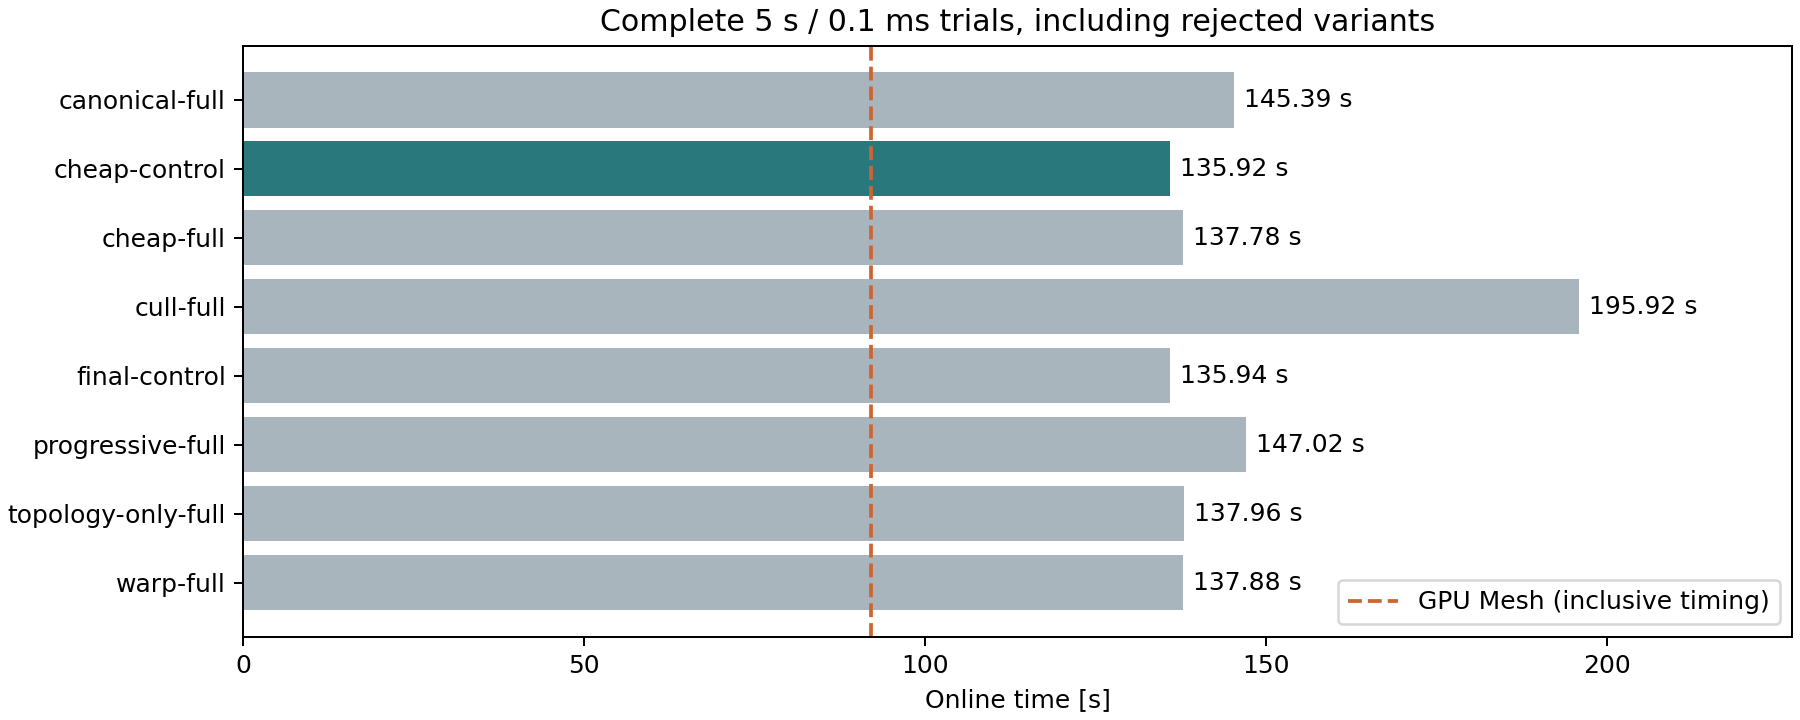 Complete 5 s / 0.1 ms trials, including rejected variants
canonical-full 145.39 s
cheap-control 135.92 s
cheap-full 137.78 s
cull-full 195.92 s
final-control 135.94 s
progressive-full 147.02 s
topology-only-full 137.96 s
warp-full 137.88 s
GPU Mesh (inclusive timing)
0 50 100 150 200
Online time [s]